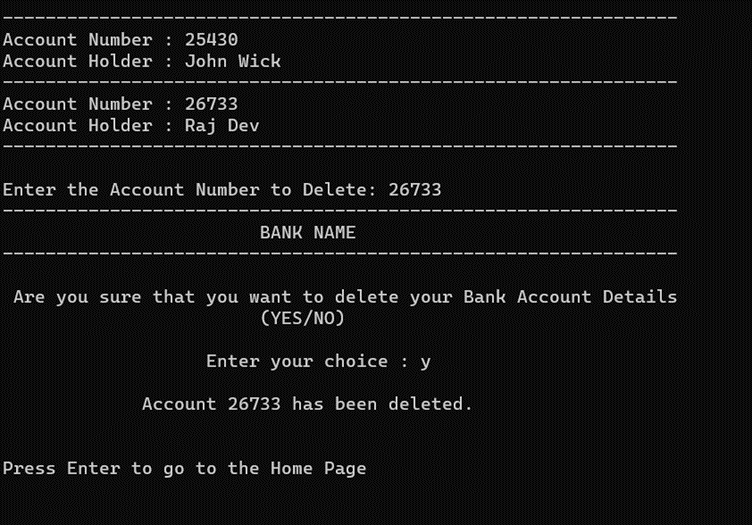 ---------------------------------------------------------------
Account Number : 25430
Account Holder : John Wick
---------------------------------------------------------------
Account Number : 26733
Account Holder : Raj Dev
---------------------------------------------------------------
Enter the Account Number to Delete: 26733
---------------------------------------------------------------
BANK NAME
---------------------------------------------------------------
Are you sure that you want to delete your Bank Account Details
(YES/NO)
Enter your choice : y
Account 26733 has been deleted.
Press Enter to go to the Home Page